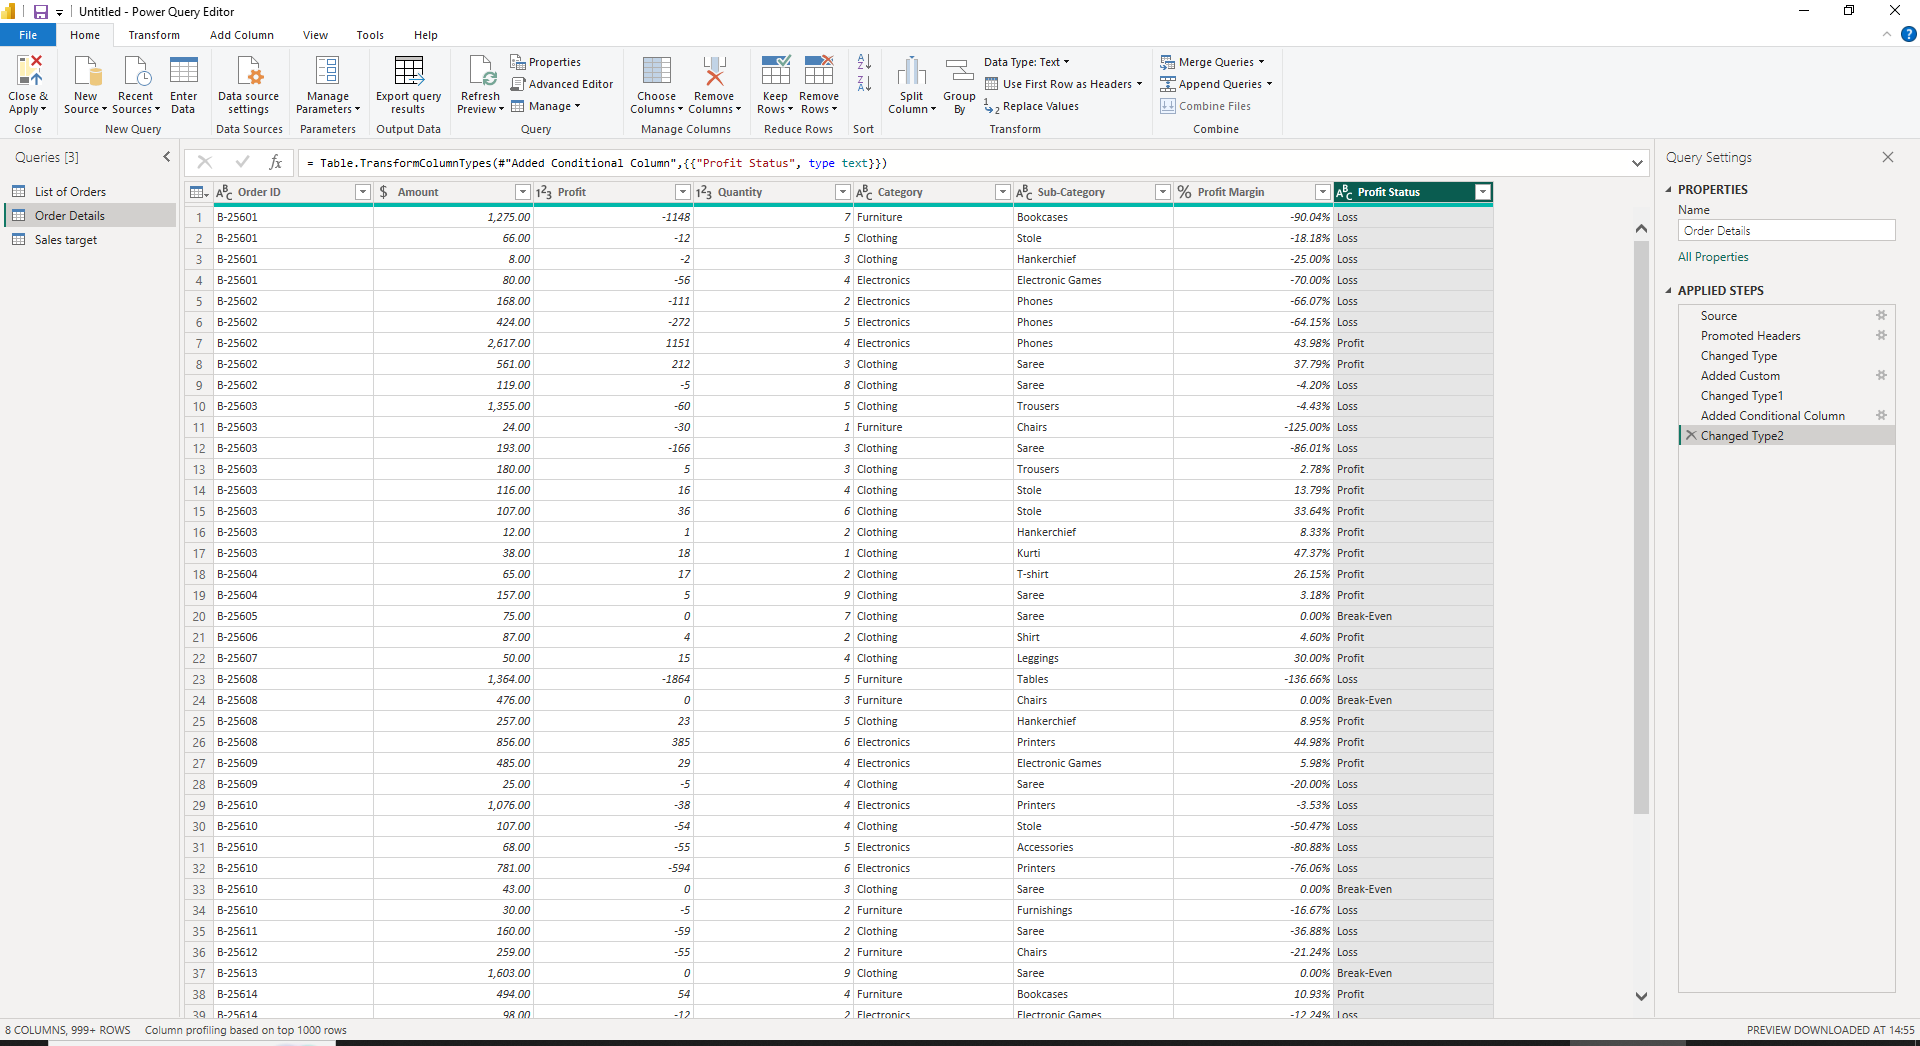 Untitled - Power Query Editor
File Home Transform Add Column View Tools Help
Close & Apply
Close
New Source
Recent Sources
Enter Data
New Query
Data source settings
Data Sources
Manage Parameters
Parameters
Export query results
Output Data
Refresh Preview
Properties
Advanced Editor
Manage
Query
Choose Columns
Remove Columns
Manage Columns
Keep Rows
Remove Rows
Reduce Rows
Sort
Split Column
Group By
Data Type: Text
Use First Row as Headers
Replace Values
Transform
Merge Queries
Append Queries
Combine Files
Combine
Queries [3]
List of Orders
Order Details
Sales target
= Table.TransformColumnTypes(#"Added Conditional Column",{{"Profit Status", type text}})
Order ID Amount Profit Quantity Category Sub-Category Profit Margin Profit Status
1 B-25601 1,275.00 -1148 7 Furniture Bookcases -90.04% Loss
2 B-25601 66.00 -12 5 Clothing Stole -18.18% Loss
3 B-25601 8.00 -2 3 Clothing Hankerchief -25.00% Loss
4 B-25601 80.00 -56 4 Electronics Electronic Games -70.00% Loss
5 B-25602 168.00 -111 2 Electronics Phones -66.07% Loss
6 B-25602 424.00 -272 5 Electronics Phones -64.15% Loss
7 B-25602 2,617.00 1151 4 Electronics Phones 43.98% Profit
8 B-25602 561.00 212 3 Clothing Saree 37.79% Profit
9 B-25602 119.00 -5 8 Clothing Saree -4.20% Loss
10 B-25603 1,355.00 -60 5 Clothing Trousers -4.43% Loss
11 B-25603 24.00 -30 1 Furniture Chairs -125.00% Loss
12 B-25603 193.00 -166 3 Clothing Saree -86.01% Loss
13 B-25603 180.00 5 3 Clothing Trousers 2.78% Profit
14 B-25603 116.00 16 4 Clothing Stole 13.79% Profit
15 B-25603 107.00 36 6 Clothing Stole 33.64% Profit
16 B-25603 12.00 1 2 Clothing Hankerchief 8.33% Profit
17 B-25603 38.00 18 1 Clothing Kurti 47.37% Profit
18 B-25604 65.00 17 2 Clothing T-shirt 26.15% Profit
19 B-25604 157.00 5 9 Clothing Saree 3.18% Profit
20 B-25605 75.00 0 7 Clothing Saree 0.00% Break-Even
21 B-25606 87.00 4 2 Clothing Shirt 4.60% Profit
22 B-25607 50.00 15 4 Clothing Leggings 30.00% Profit
23 B-25608 1,364.00 -1864 5 Furniture Tables -136.66% Loss
24 B-25608 476.00 0 3 Furniture Chairs 0.00% Break-Even
25 B-25608 257.00 23 5 Clothing Hankerchief 8.95% Profit
26 B-25608 856.00 385 6 Electronics Printers 44.98% Profit
27 B-25609 485.00 29 4 Electronics Electronic Games 5.98% Profit
28 B-25609 25.00 -5 4 Clothing Saree -20.00% Loss
29 B-25610 1,076.00 -38 4 Electronics Printers -3.53% Loss
30 B-25610 107.00 -54 4 Clothing Stole -50.47% Loss
31 B-25610 68.00 -55 5 Electronics Accessories -80.88% Loss
32 B-25610 781.00 -594 6 Electronics Printers -76.06% Loss
33 B-25610 43.00 0 3 Clothing Saree 0.00% Break-Even
34 B-25610 30.00 -5 2 Furniture Furnishings -16.67% Loss
35 B-25611 160.00 -59 2 Clothing Saree -36.88% Loss
36 B-25612 259.00 -55 2 Furniture Chairs -21.24% Loss
37 B-25613 1,603.00 0 9 Clothing Saree 0.00% Break-Even
38 B-25614 494.00 54 4 Furniture Bookcases 10.93% Profit
39 B-25614 98.00 -12 2 Electronics Electronic Games -12.24% Loss
Query Settings
PROPERTIES
Name
Order Details
All Properties
APPLIED STEPS
Source
Promoted Headers
Changed Type
Added Custom
Changed Type1
Added Conditional Column
Changed Type2
8 COLUMNS, 999+ ROWS Column profiling based on top 1000 rows
PREVIEW DOWNLOADED AT 14:55